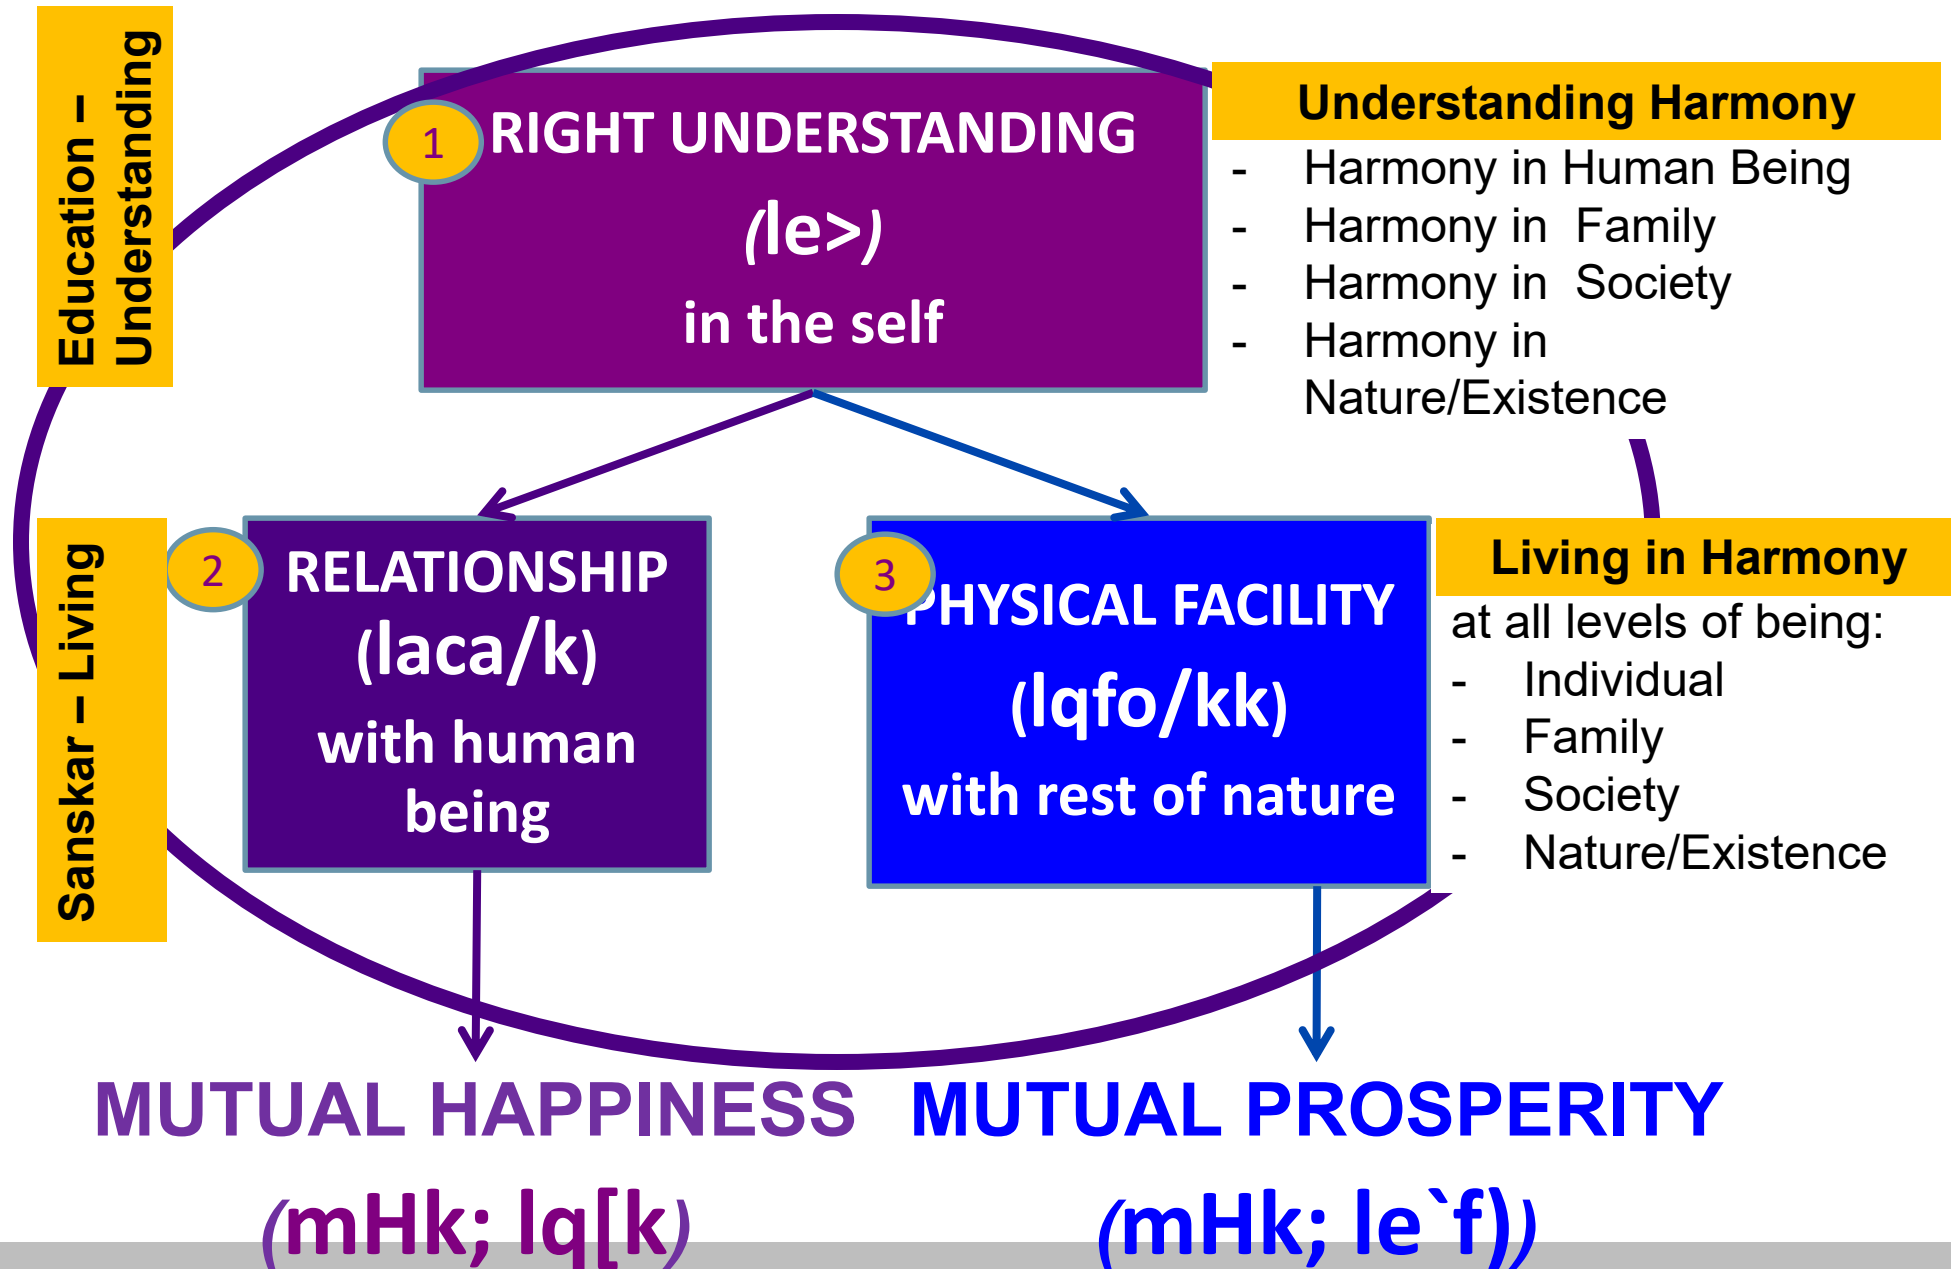 Education –
Understanding
1
RIGHT UNDERSTANDING
(le>)
in the self
Understanding Harmony
- Harmony in Human Being
- Harmony in Family
- Harmony in Society
- Harmony in
Nature/Existence
Sanskar – Living
2
RELATIONSHIP
(laca/k)
with human
being
3
PHYSICAL FACILITY
(lqfo/kk)
with rest of nature
Living in Harmony
at all levels of being:
- Individual
- Family
- Society
- Nature/Existence
MUTUAL HAPPINESS
(mHk; lq[k)
MUTUAL PROSPERITY
(mHk; le`f))